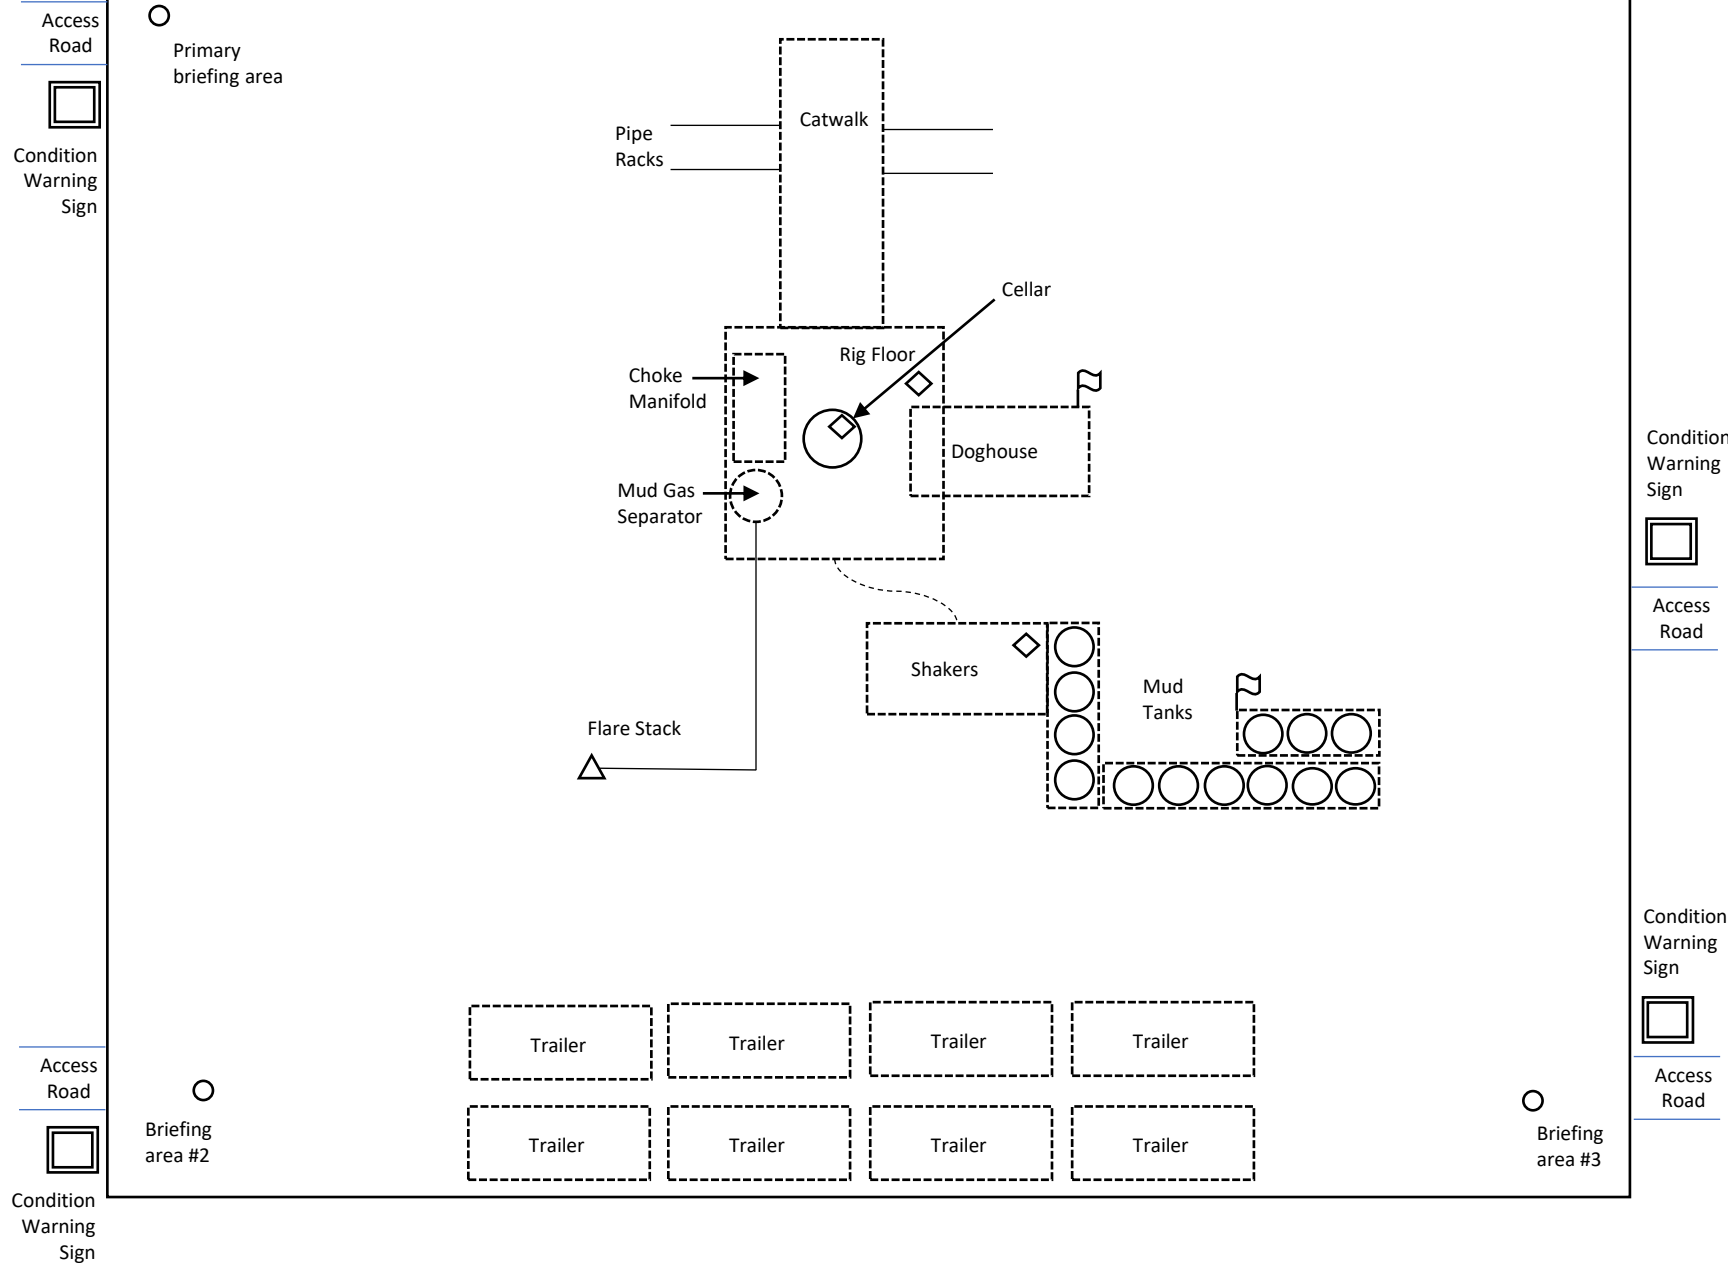 Access
Road
Primary
briefing area
Condition
Warning
Sign
Pipe
Racks
Catwalk
Cellar
Rig Floor
Choke
Manifold
Doghouse
Mud Gas
Separator
Condition
Warning
Sign
Access
Road
Shakers
Mud
Tanks
Flare Stack
Condition
Warning
Sign
Trailer
Trailer
Trailer
Trailer
Access
Road
Access
Road
Briefing
area #2
Trailer
Trailer
Trailer
Trailer
Briefing
area #3
Condition
Warning
Sign